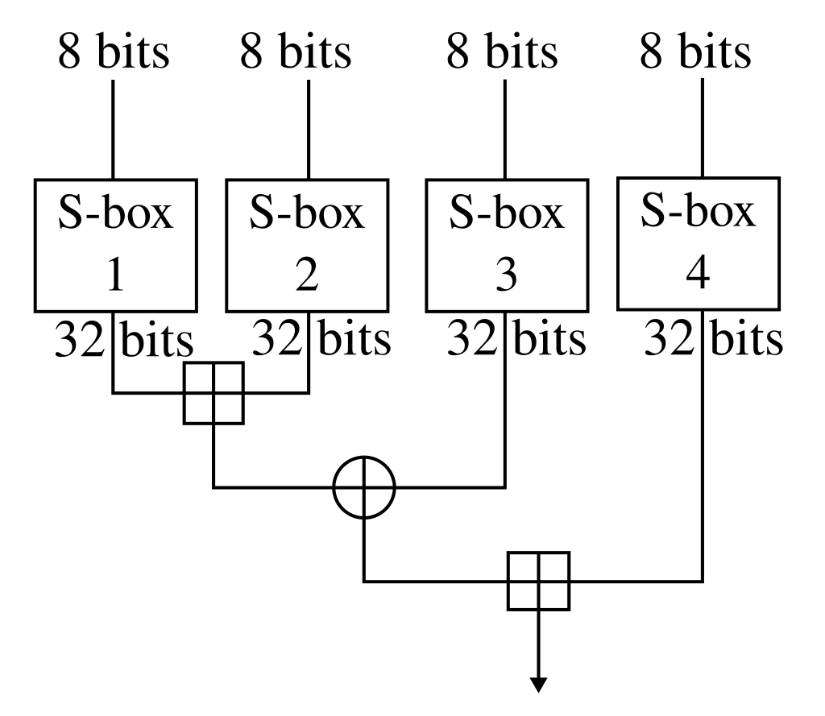 8 bits 8 bits 8 bits 8 bits
S-box S-box S-box S-box
1 2 3 4
32 bits 32 bits 32 bits 32 bits